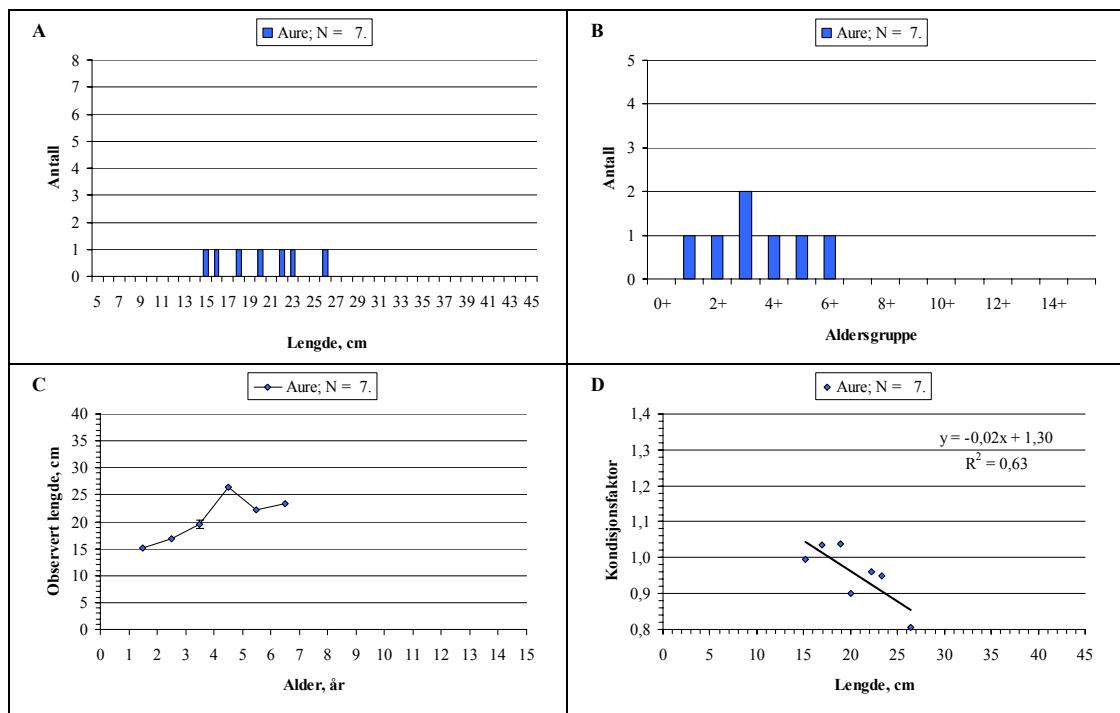 A
Aure; N = 7.
8
7
6
5
4
3
2
1
0
Antall
5 7 9 11 13 15 17 19 21 23 25 27 29 31 33 35 37 39 41 43 45
Lengde, cm
B
Aure; N = 7.
5
4
3
2
1
0
Antall
0+ 2+ 4+ 6+ 8+ 10+ 12+ 14+
Aldersgruppe
C
Aure; N = 7.
40
35
30
25
20
15
10
5
0
Observert lengde, cm
0 1 2 3 4 5 6 7 8 9 10 11 12 13 14 15
Alder, år
D
Aure; N = 7.
1,4
1,3
1,2
1,1
1,0
0,9
0,8
Kondisjonsfaktor
y = -0,02x + 1,30
R² = 0,63
0 5 10 15 20 25 30 35 40 45
Lengde, cm